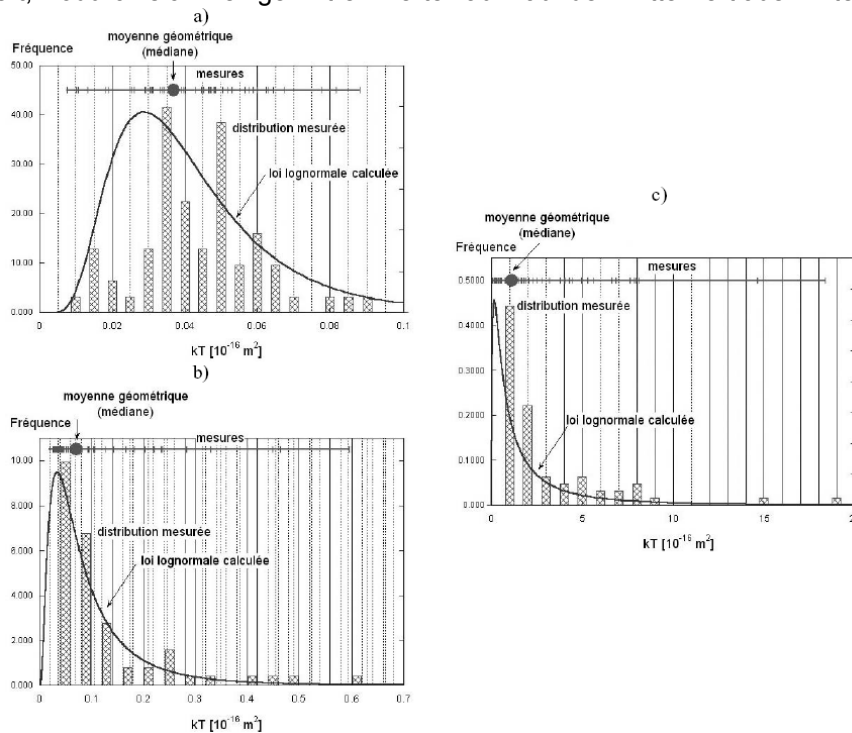 a)
moyenne géométrique
(médiane)
Fréquence
mesures
50.00
40.00
30.00
20.00
10.00
0.000
distribution mesurée
loi lognormale calculée
0 0.02 0.04 0.06 0.08 0.1
kT [10⁻¹⁶ m²]
b)
moyenne géométrique
(médiane)
Fréquence
mesures
10.00
8.000
6.000
4.000
2.000
0.000
distribution mesurée
loi lognormale calculée
0 0.1 0.2 0.3 0.4 0.5 0.6 0.7
kT [10⁻¹⁶ m²]
c)
moyenne géométrique
(médiane)
Fréquence
mesures
0.5000
0.4000
0.3000
0.2000
0.1000
0.000
distribution mesurée
loi lognormale calculée
0 5 10 15
kT [10⁻¹⁶ m²]